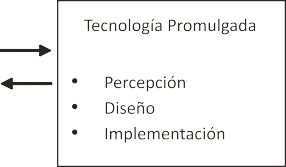 Tecnología Promulgada
• Percepción
• Diseño
• Implementación